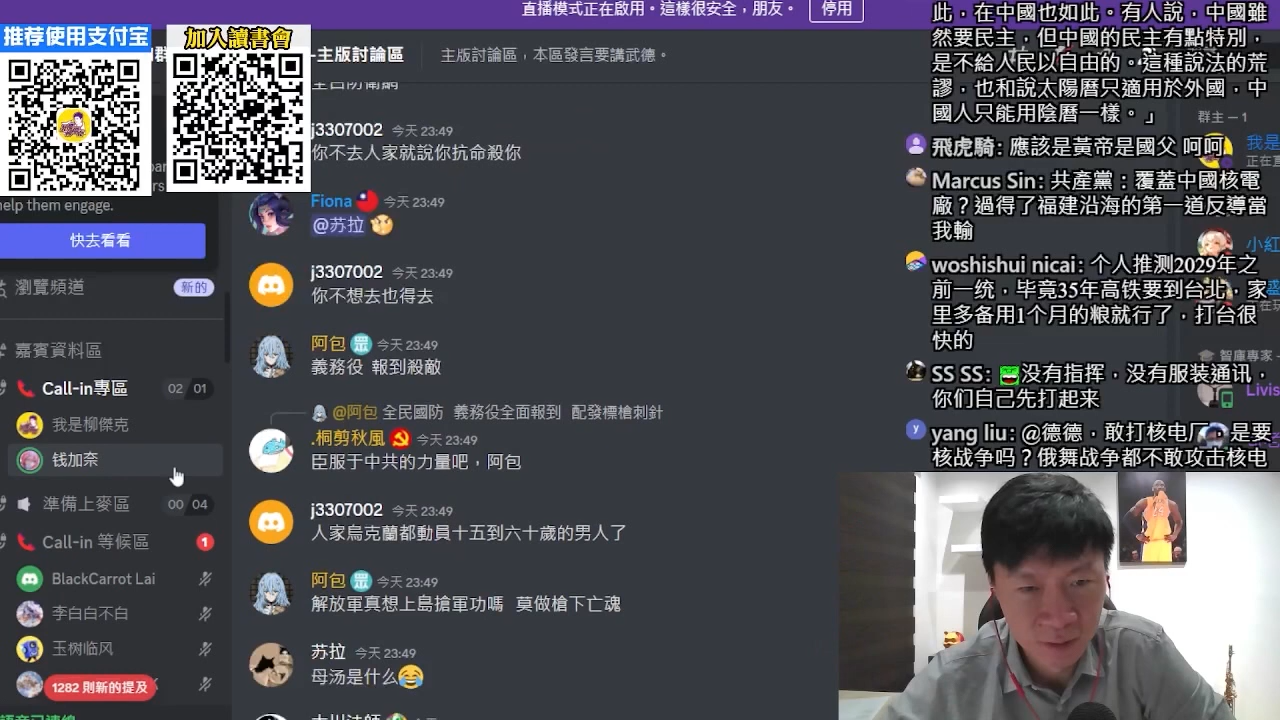 直播模式正在啟用。這樣很安全，朋友。
停用
推荐使用支付宝
加入讀書會
-主版討論區
主版討論區，本區發言要講武德。
help them engage.
快去看看
瀏覽頻道
新的
嘉賓資料區
Call-in專區
02
01
我是柳傑克
钱加奈
準備上麥區
00
04
Call-in 等候區
1
BlackCarrot Lai
李白白不白
玉树临风
1282 則新的提及
j3307002 今天 23:49
你不去人家就說你抗命殺你
Fiona 今天 23:49
@苏拉
j3307002 今天 23:49
你不想去也得去
阿包 眾 今天 23:49
義務役 報到殺敵
@阿包 全民國防 義務役全面報到 配發標槍刺針
.桐剪秋風 今天 23:49
臣服于中共的力量吧，阿包
j3307002 今天 23:49
人家烏克蘭都動員十五到六十歲的男人了
阿包 眾 今天 23:49
解放軍真想上島搶軍功嗎 莫做槍下亡魂
苏拉 今天 23:49
母汤是什么
此，在中國也如此。有人說，中國雖
然要民主，但中國的民主有點特別，
是不給人民以自由的。這種說法的荒
謬，也和說太陽曆只適用於外國，中
國人只能用陰曆一樣。」
群主 — 1
飛虎騎: 應該是黃帝是國父 呵呵
我是
Marcus Sin: 共產黨：覆蓋中國核電
廠？過得了福建沿海的第一道反導當
我輸
小紅
woshishui nicai: 个人推测2029年之
前一统，毕竟35年高铁要到台北，家
里多备用1个月的粮就行了，打台很
快的
智庫專家 -
SS SS: 没有指挥，没有服装通讯，
你们自己先打起来
Livis
y
yang liu: @德德，敢打核电厂，是要
核战争吗？俄舞战争都不敢攻击核电